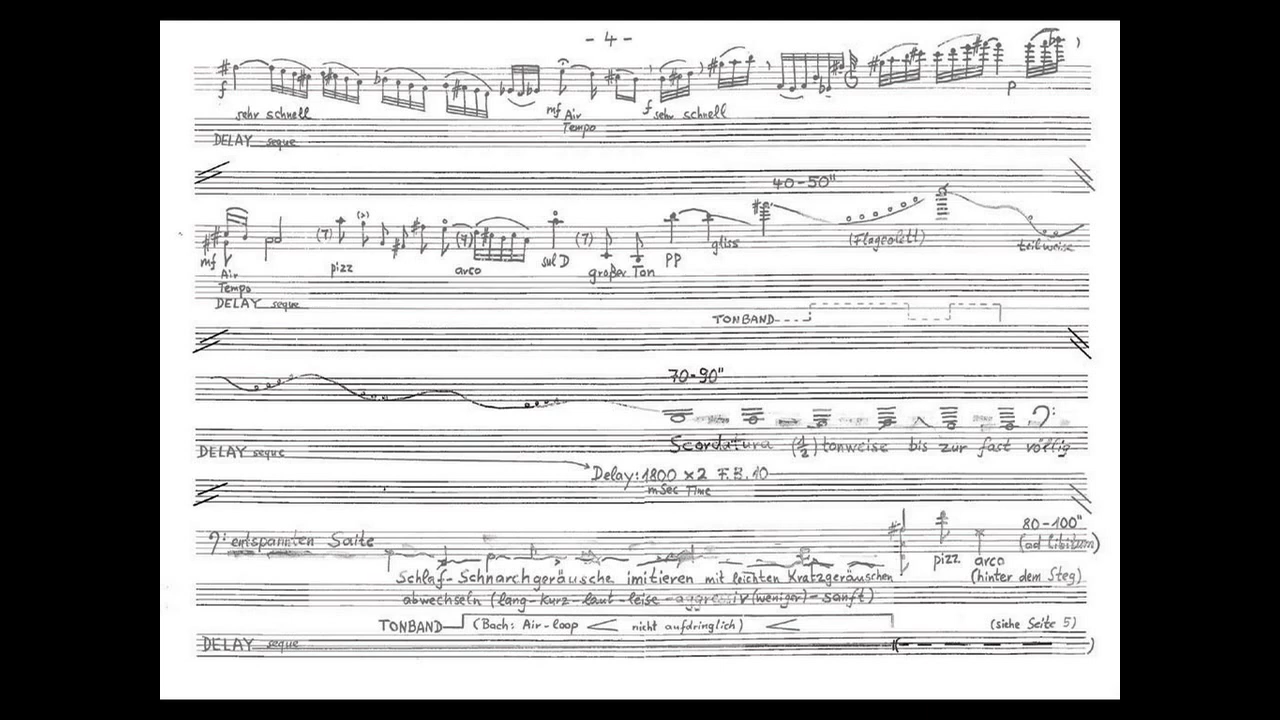 - 4 -
f sehr schnell mf Air Tempo f sehr schnell p
DELAY seque
40-50"
mf Air Tempo pizz arco sul D großer Ton pp gliss (Flageolett) teilweise
DELAY seque
TONBAND
70-90"
Scordatura (1/2) tonweise bis zur fast völlig
DELAY seque
Delay: 1800 x 2 F.B. 10
mSec Time
entspannten Saite
80-100"
(ad libitum)
pizz arco
(hinter dem Steg)
Schlaf-Schnarchgeräusche imitieren mit leichten Kratzgeräuschen
abwechseln (lang-kurz-laut-leise-aggressiv (weniger)-sanft)
TONBAND (Bach: Air-loop < nicht aufdringlich) < (siehe Seite 5)
DELAY seque